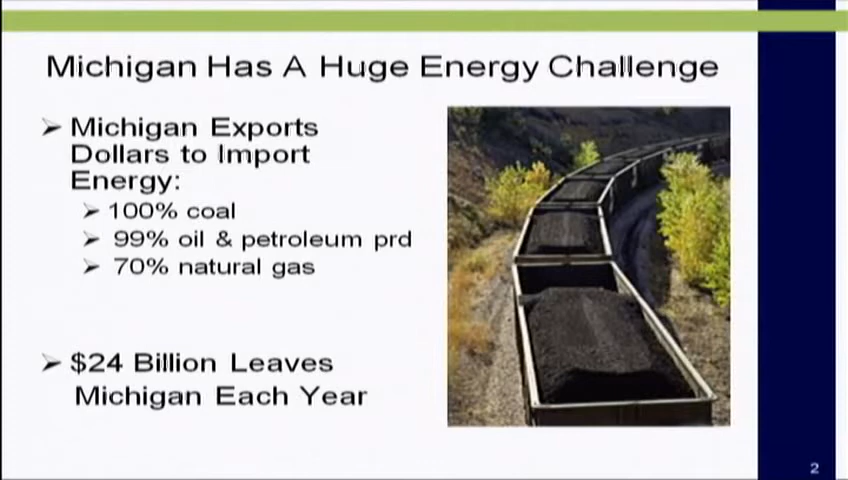 Michigan Has A Huge Energy Challenge
➢ Michigan Exports
Dollars to Import
Energy:
➢ 100% coal
➢ 99% oil & petroleum prd
➢ 70% natural gas
➢ $24 Billion Leaves
Michigan Each Year
2